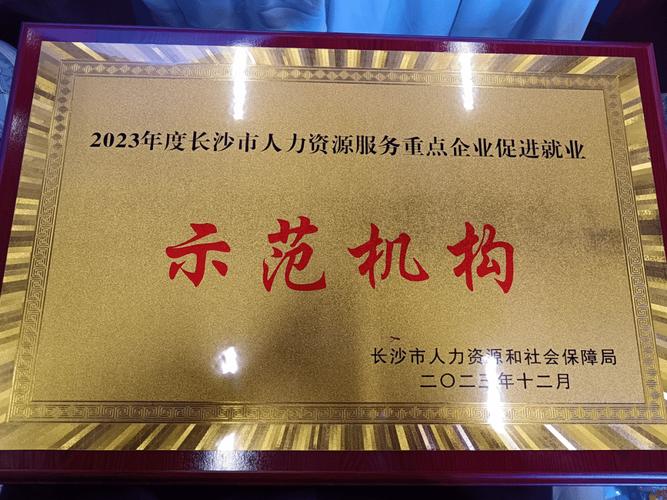 2023年度长沙市人力资源服务重点企业促进就业
示范机构
长沙市人力资源和社会保障局
二〇二三年十二月